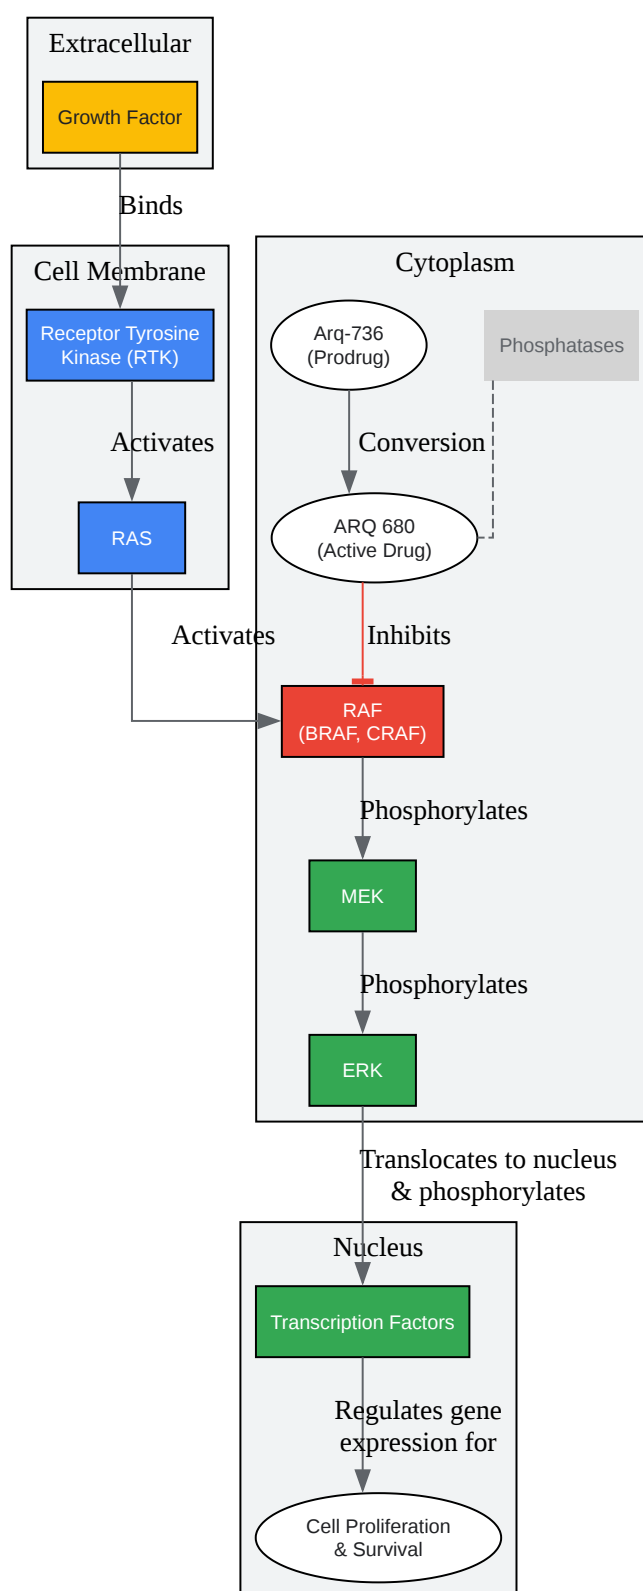 Extracellular
Growth Factor
Binds
Cell Membrane
Receptor Tyrosine
Kinase (RTK)
Activates
RAS
Activates
Cytoplasm
Arq-736
(Prodrug)
Phosphatases
Conversion
ARQ 680
(Active Drug)
Inhibits
RAF
(BRAF, CRAF)
Phosphorylates
MEK
Phosphorylates
ERK
Translocates to nucleus
& phosphorylates
Nucleus
Transcription Factors
Regulates gene
expression for
Cell Proliferation
& Survival